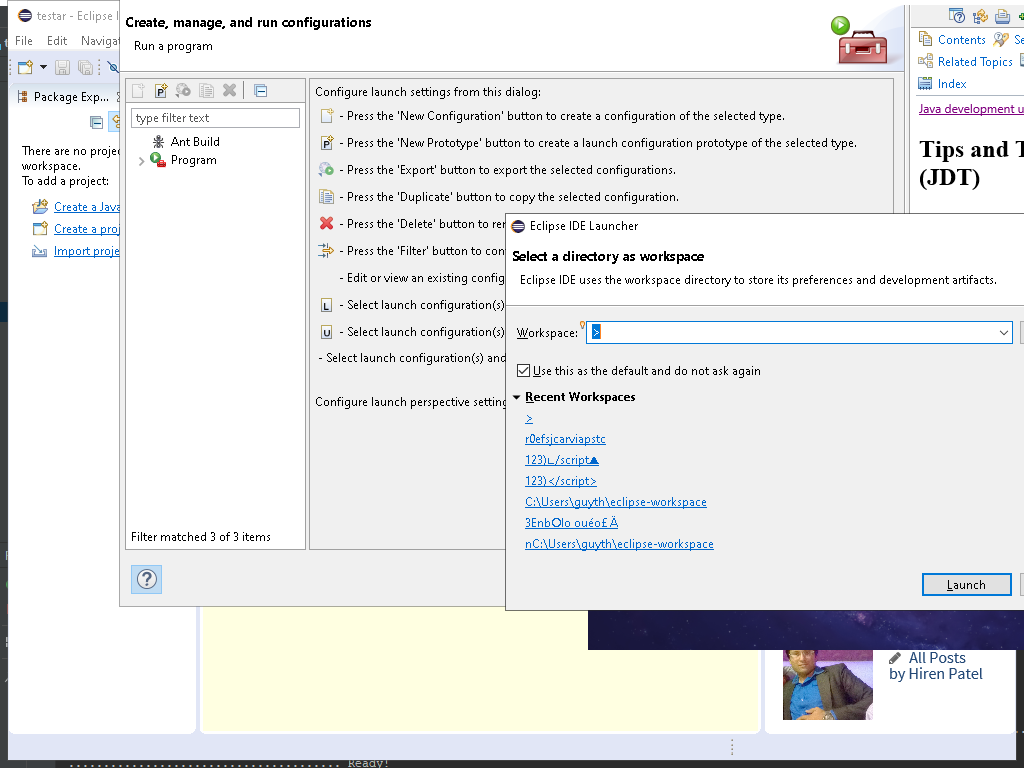 testar - Eclipse I
File Edit Navigat
Package Exp...
There are no proje
workspace.
To add a project:
Create a Java
Create a proj
Import proje
Create, manage, and run configurations
Run a program
type filter text
Ant Build
Program
Filter matched 3 of 3 items
Configure launch settings from this dialog:
- Press the 'New Configuration' button to create a configuration of the selected type.
- Press the 'New Prototype' button to create a launch configuration prototype of the selected type.
- Press the 'Export' button to export the selected configurations.
- Press the 'Duplicate' button to copy the selected configuration.
- Press the 'Delete' button to rem
- Press the 'Filter' button to con
- Edit or view an existing config
L - Select launch configuration(s)
U - Select launch configuration(s)
- Select launch configuration(s) and
Configure launch perspective setting
Contents Se
Related Topics
Index
Java development u
Tips and T
(JDT)
Eclipse IDE Launcher
Select a directory as workspace
Eclipse IDE uses the workspace directory to store its preferences and development artifacts.
Workspace: >
Use this as the default and do not ask again
Recent Workspaces
>
r0efsjcarviapstc
123)∟/script▲
123)</script>
C:\Users\guyth\eclipse-workspace
3EnbOlo ouéo£Ä
nC:\Users\guyth\eclipse-workspace
Launch
All Posts
by Hiren Patel
Ready!